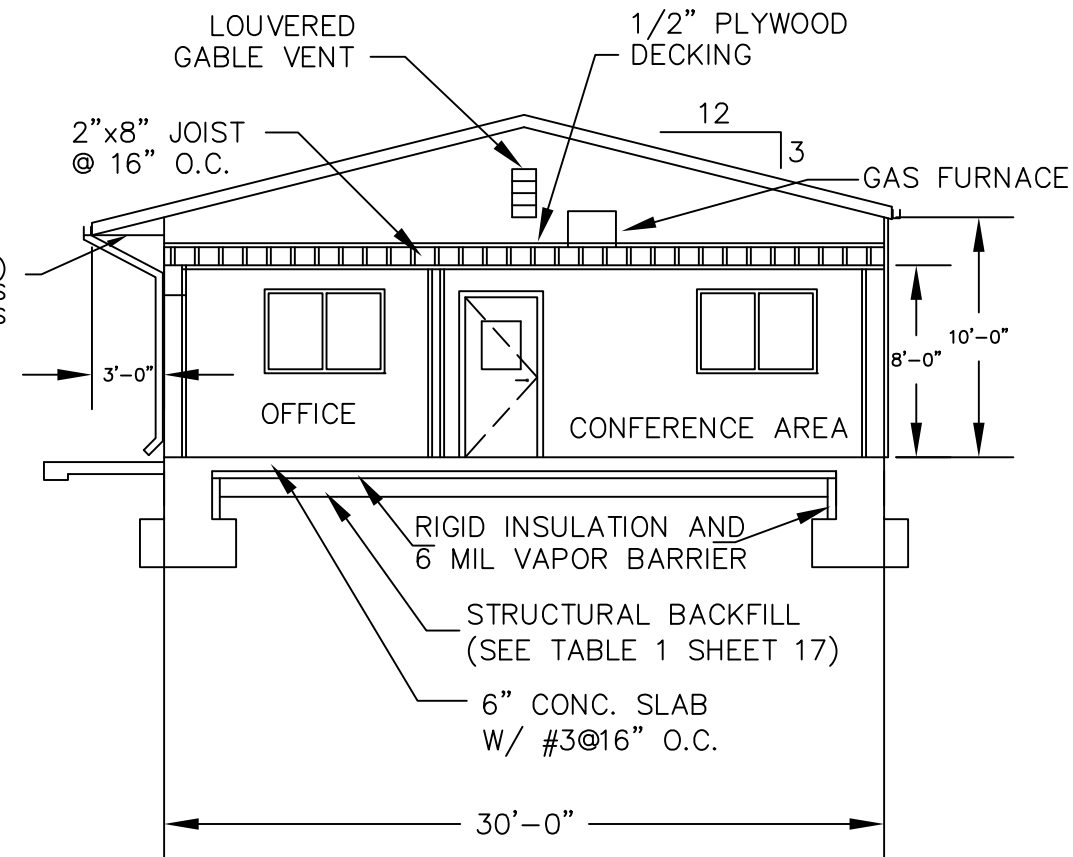 LOUVERED
GABLE VENT
1/2” PLYWOOD
DECKING
12
3
2”x8” JOIST
@ 16” O.C.
GAS FURNACE
10’-0”
8’-0”
3’-0”
OFFICE
CONFERENCE AREA
RIGID INSULATION AND
6 MIL VAPOR BARRIER
STRUCTURAL BACKFILL
(SEE TABLE 1 SHEET 17)
6” CONC. SLAB
W/ #3@16” O.C.
30’-0”